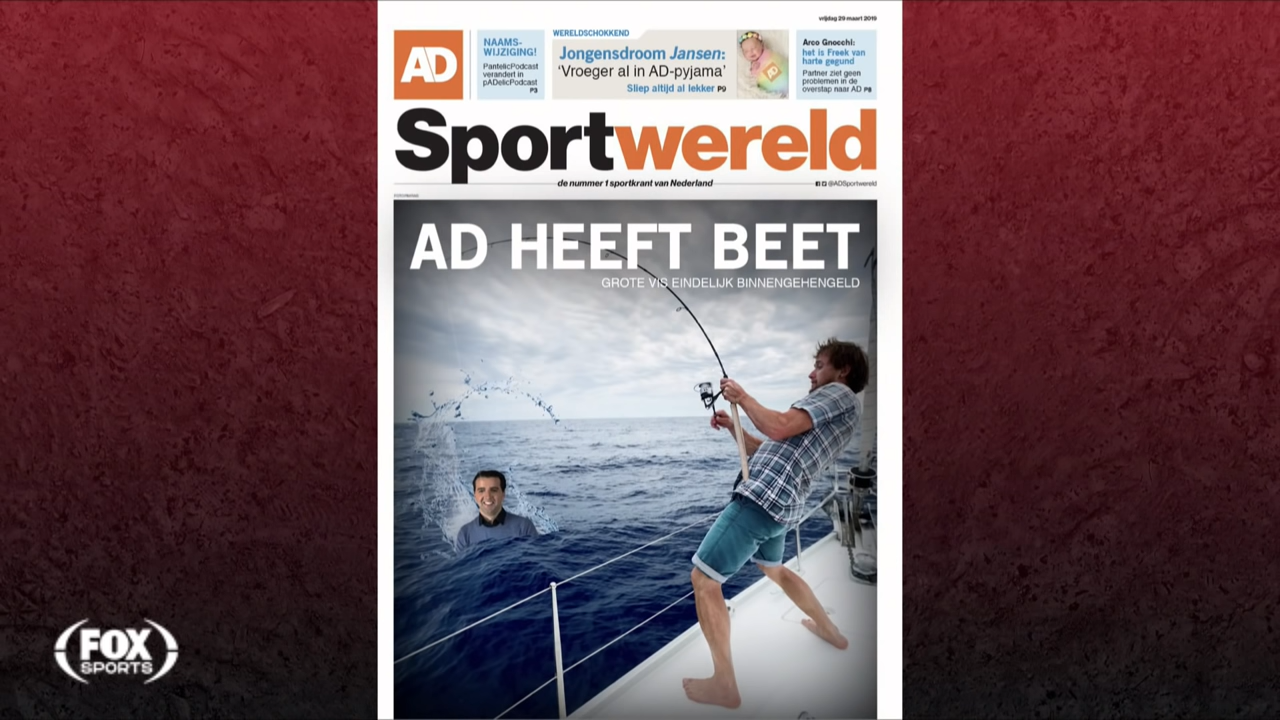 vrijdag 29 maart 2019
AD
NAAMS-
WIJZIGING!
PantelicPodcast
verandert in
pADelicPodcast
P3
WERELDSCHOKKEND
Jongensdroom Jansen:
'Vroeger al in AD-pyjama'
Sliep altijd al lekker P9
AD
Arco Gnocchi:
het is Freek van
harte gegund
Partner ziet geen
problemen in de
overstap naar AD P8
Sportwereld
de nummer 1 sportkrant van Nederland
@ADSportwereld
AD HEEFT BEET
GROTE VIS EINDELIJK BINNENGEHENGELD
FOX
SPORTS